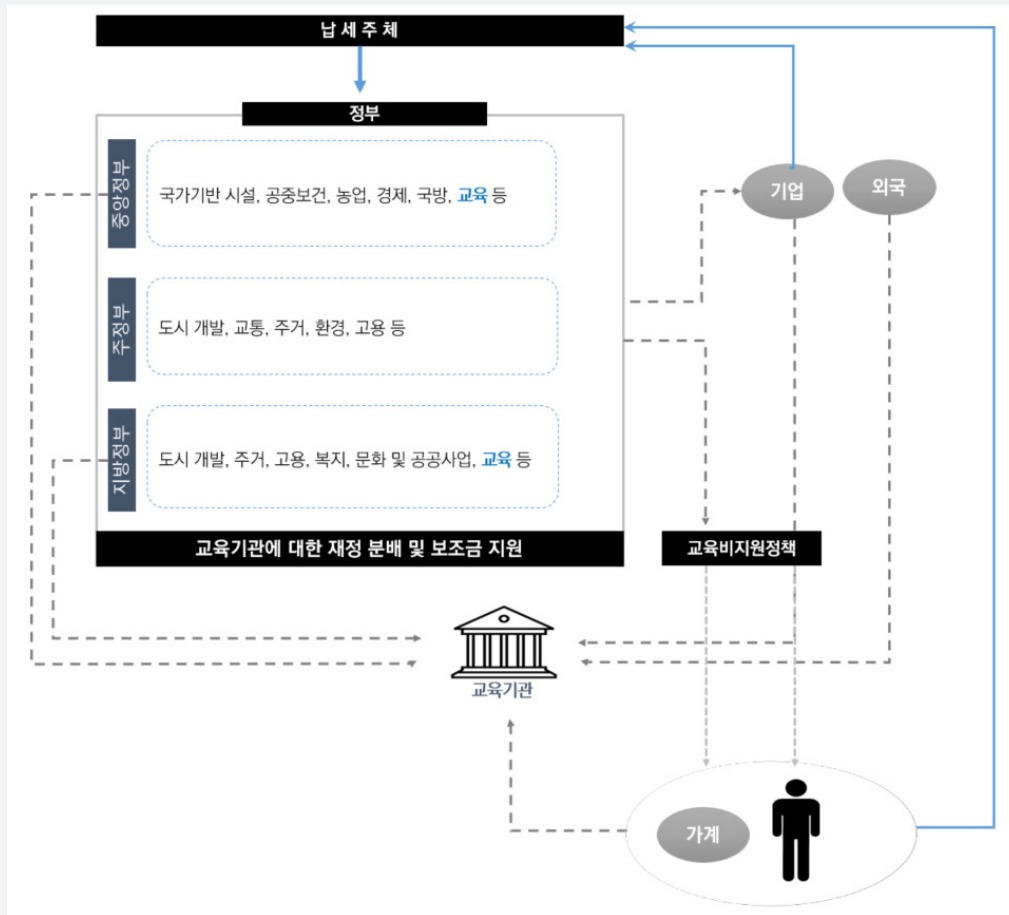 납세주체
정부
중앙정부
국가기반 시설, 공중보건, 농업, 경제, 국방, 교육 등
기업
외국
주정부
도시 개발, 교통, 주거, 환경, 고용 등
지방정부
도시 개발, 주거, 고용, 복지, 문화 및 공공사업, 교육 등
교육기관에 대한 재정 분배 및 보조금 지원
교육비지원정책
교육기관
가계